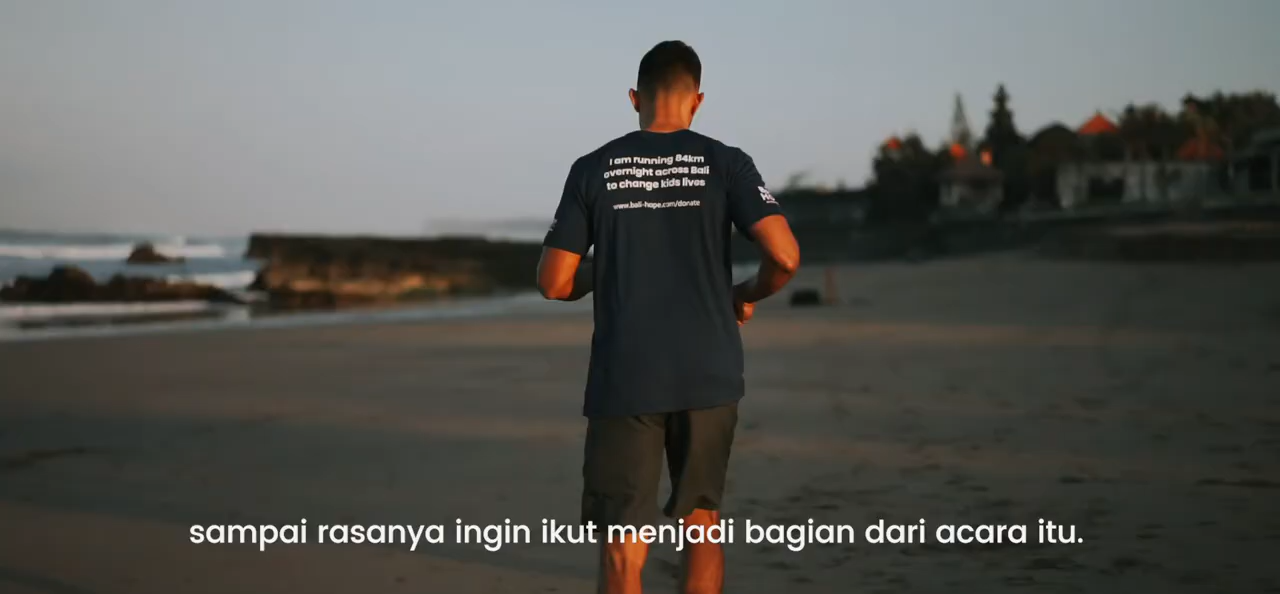 I am running 84km
overnight across Bali
to change kids lives
www.bali-hope.com/donate
sampai rasanya ingin ikut menjadi bagian dari acara itu.